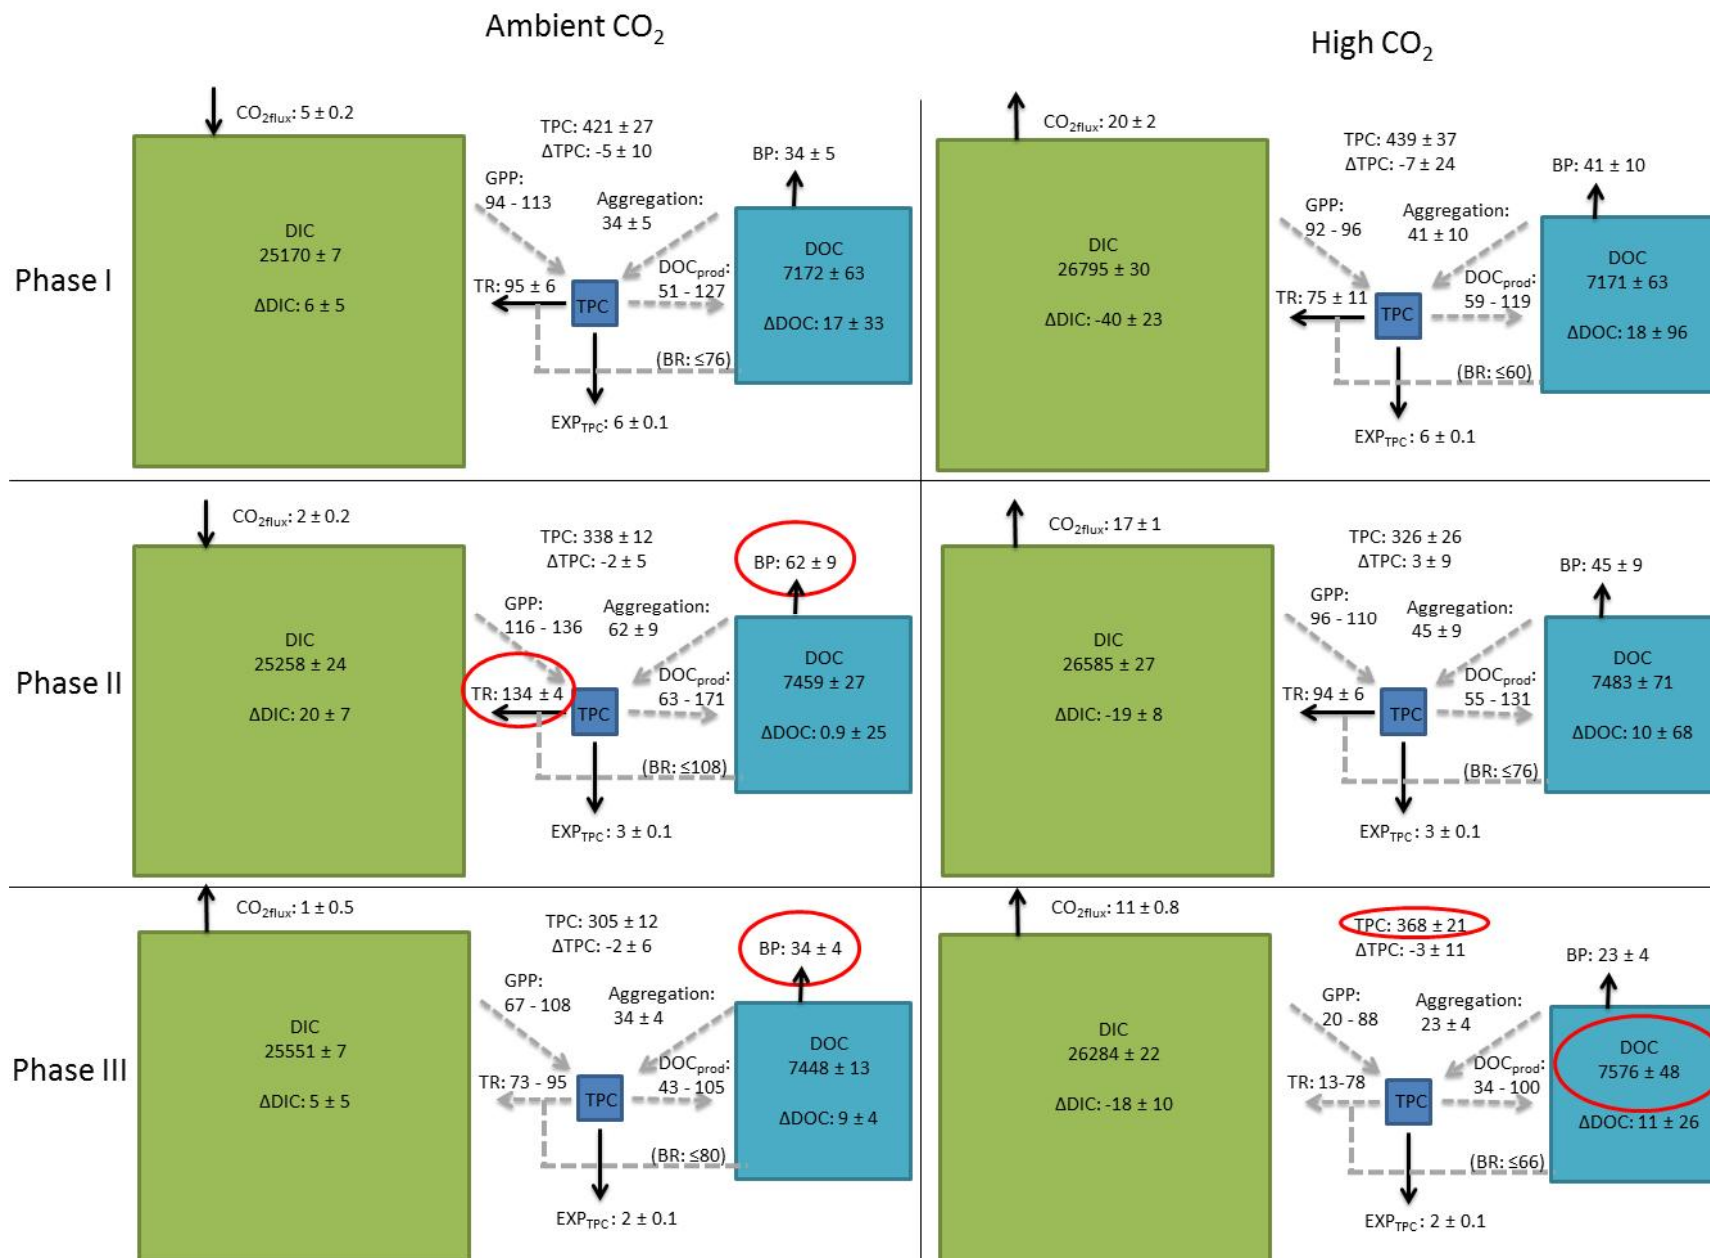 Ambient CO₂
High CO₂
Phase I
CO₂flux: 5 ± 0.2
TPC: 421 ± 27
ΔTPC: -5 ± 10
BP: 34 ± 5
GPP:
94 - 113
Aggregation:
34 ± 5
DIC
25170 ± 7
ΔDIC: 6 ± 5
TR: 95 ± 6
TPC
DOCprod:
51 - 127
DOC
7172 ± 63
ΔDOC: 17 ± 33
(BR: ≤76)
EXPTPC: 6 ± 0.1
CO₂flux: 20 ± 2
TPC: 439 ± 37
ΔTPC: -7 ± 24
BP: 41 ± 10
GPP:
92 - 96
Aggregation:
41 ± 10
DIC
26795 ± 30
ΔDIC: -40 ± 23
TR: 75 ± 11
TPC
DOCprod:
59 - 119
DOC
7171 ± 63
ΔDOC: 18 ± 96
(BR: ≤60)
EXPTPC: 6 ± 0.1
Phase II
CO₂flux: 2 ± 0.2
TPC: 338 ± 12
ΔTPC: -2 ± 5
BP: 62 ± 9
GPP:
116 - 136
Aggregation:
62 ± 9
DIC
25258 ± 24
ΔDIC: 20 ± 7
TR: 134 ± 4
TPC
DOCprod:
63 - 171
DOC
7459 ± 27
ΔDOC: 0.9 ± 25
(BR: ≤108)
EXPTPC: 3 ± 0.1
CO₂flux: 17 ± 1
TPC: 326 ± 26
ΔTPC: 3 ± 9
BP: 45 ± 9
GPP:
96 - 110
Aggregation:
45 ± 9
DIC
26585 ± 27
ΔDIC: -19 ± 8
TR: 94 ± 6
TPC
DOCprod:
55 - 131
DOC
7483 ± 71
ΔDOC: 10 ± 68
(BR: ≤76)
EXPTPC: 3 ± 0.1
Phase III
CO₂flux: 1 ± 0.5
TPC: 305 ± 12
ΔTPC: -2 ± 6
BP: 34 ± 4
GPP:
67 - 108
Aggregation:
34 ± 4
DIC
25551 ± 7
ΔDIC: 5 ± 5
TR: 73 - 95
TPC
DOCprod:
43 - 105
DOC
7448 ± 13
ΔDOC: 9 ± 4
(BR: ≤80)
EXPTPC: 2 ± 0.1
CO₂flux: 11 ± 0.8
TPC: 368 ± 21
ΔTPC: -3 ± 11
BP: 23 ± 4
GPP:
20 - 88
Aggregation:
23 ± 4
DIC
26284 ± 22
ΔDIC: -18 ± 10
TR: 13-78
TPC
DOCprod:
34 - 100
DOC
7576 ± 48
ΔDOC: 11 ± 26
(BR: ≤66)
EXPTPC: 2 ± 0.1